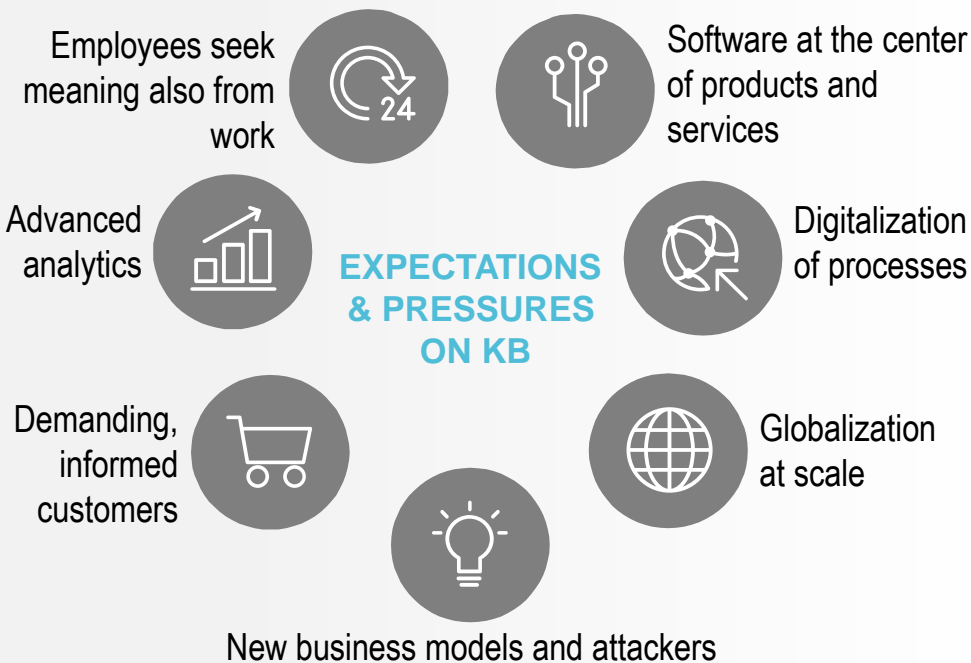 Employees seek
meaning also from
work
24
Software at the center
of products and
services
Advanced
analytics
EXPECTATIONS
& PRESSURES
ON KB
Digitalization
of processes
Demanding,
informed
customers
Globalization
at scale
New business models and attackers